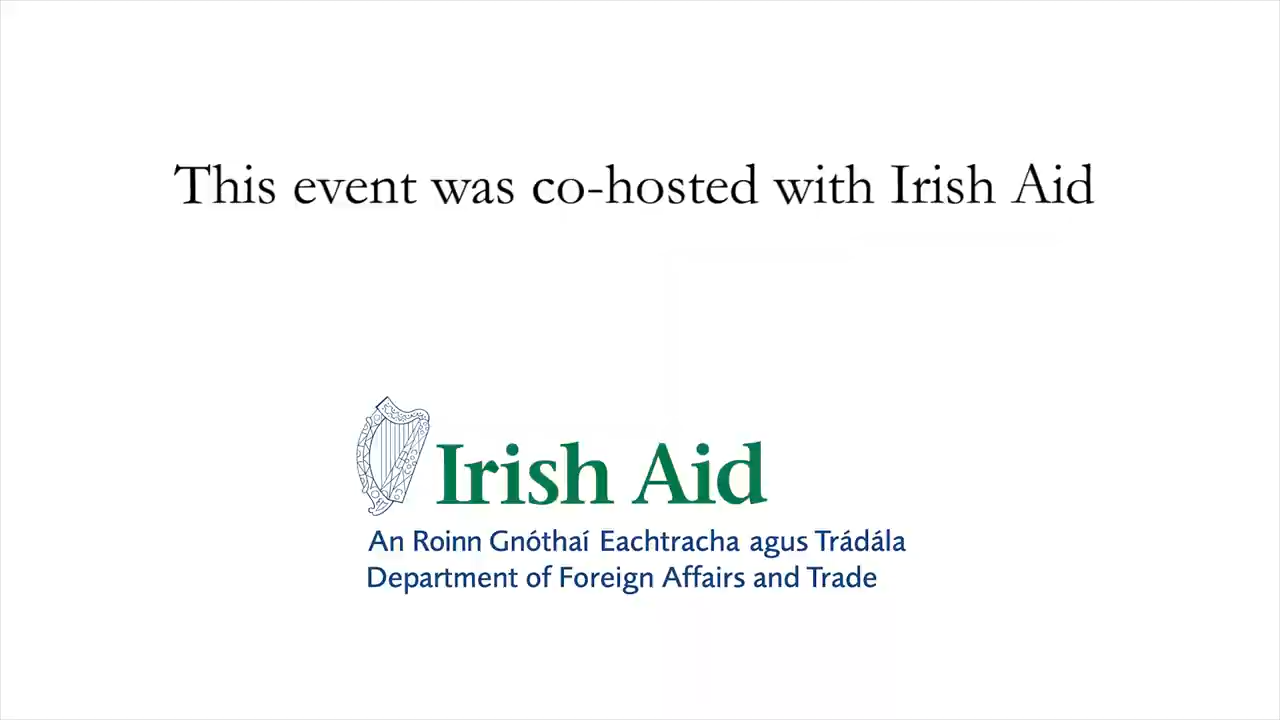 This event was co-hosted with Irish Aid
Irish Aid
An Roinn Gnóthaí Eachtracha agus Trádála
Department of Foreign Affairs and Trade